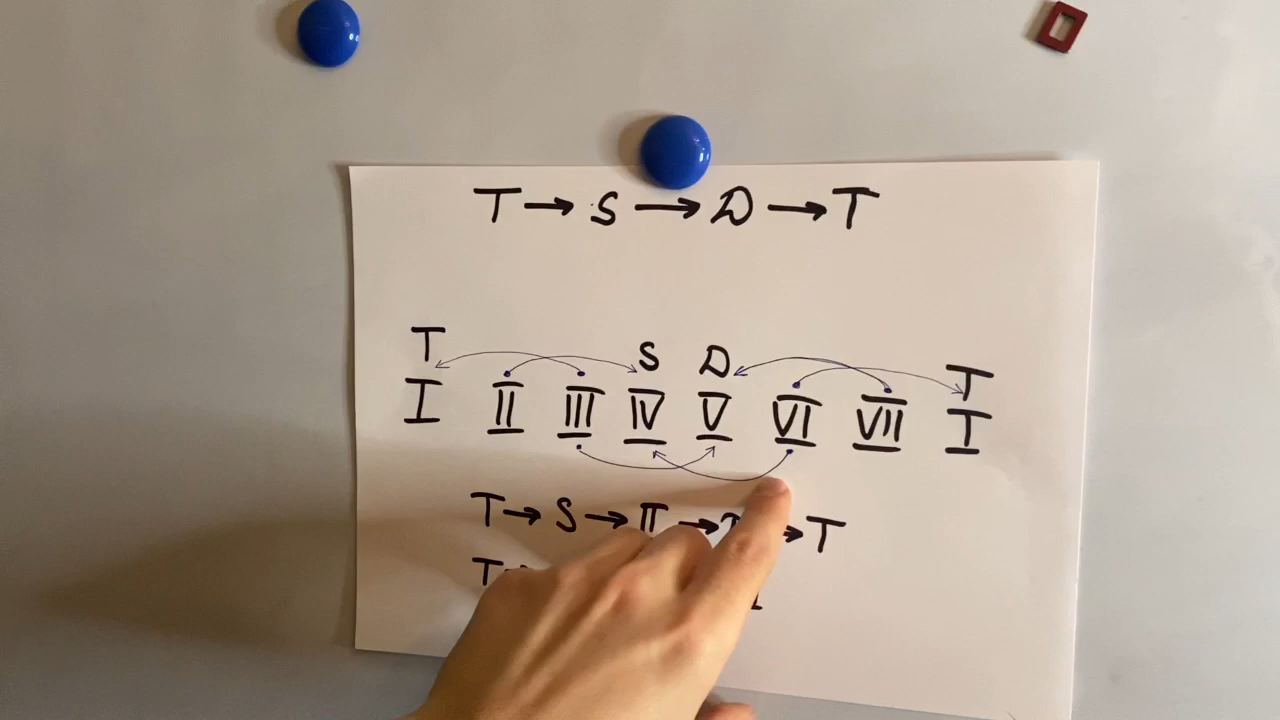 T → S → D → T
T S D T
I II III IV V VI VII I
T → S → II → → T
T